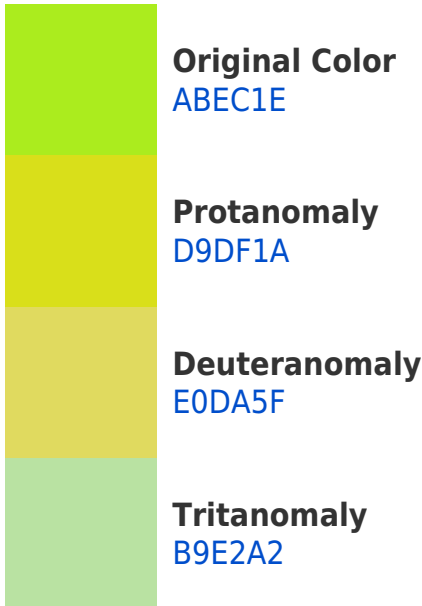 Original Color
ABEC1E
Protanomaly
D9DF1A
Deuteranomaly
E0DA5F
Tritanomaly
B9E2A2